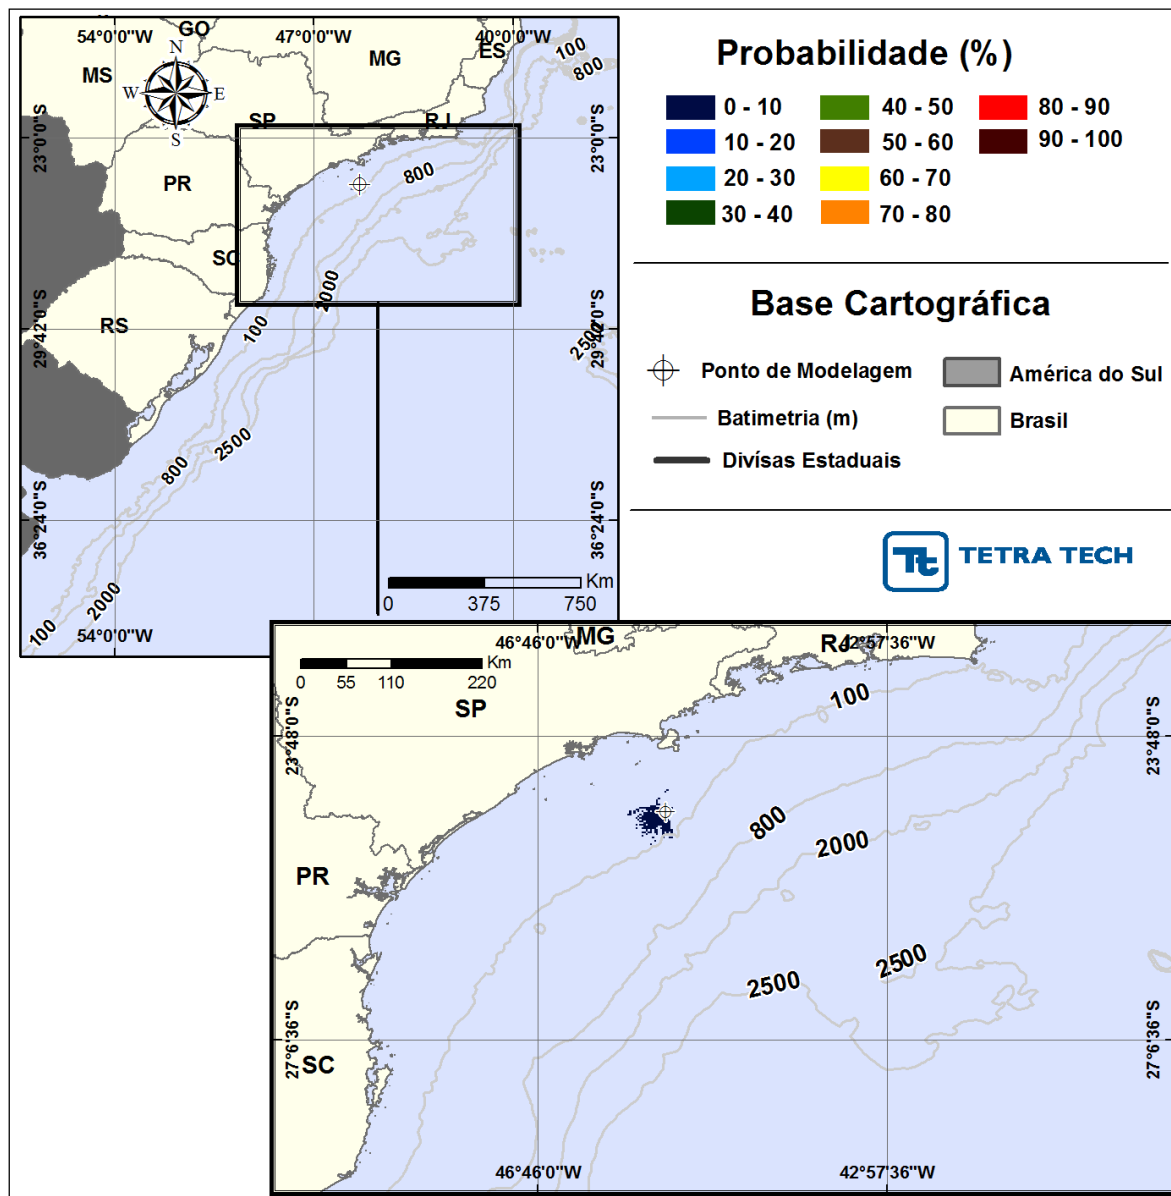 54°0'0"W
47°0'0"W
40°0'0"W
GO
MG
ES
100
800
MS
N
W
E
S
SP
RJ
23°0'0"S
23°0'0"S
PR
800
SC
2000
29°42'0"S
29°42'0"S
RS
100
2500
2500
800
36°24'0"S
36°24'0"S
2000
100
54°0'0"W
Km
0 375 750
Probabilidade (%)
0 - 10
40 - 50
80 - 90
10 - 20
50 - 60
90 - 100
20 - 30
60 - 70
30 - 40
70 - 80
Base Cartográfica
Ponto de Modelagem
América do Sul
Batimetria (m)
Brasil
Divísas Estaduais
Tt
TETRA TECH
46°46'0"W
MG
RJ
42°57'36"W
Km
0 55 110 220
SP
100
23°48'0"S
23°48'0"S
800
2000
PR
2500
2500
27°6'36"S
27°6'36"S
SC
46°46'0"W
42°57'36"W